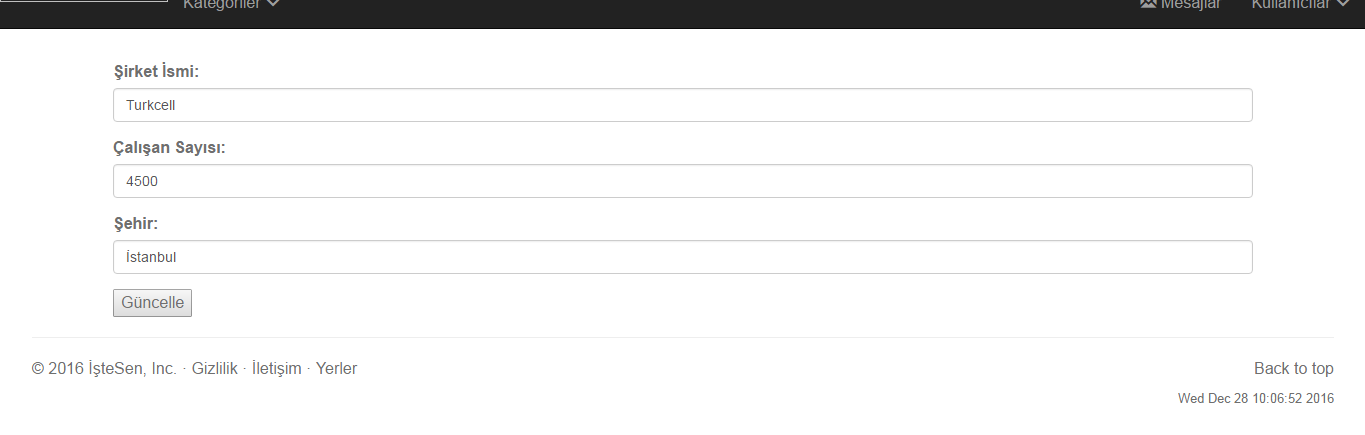 Kategoriler Mesajlar Kullanıcılar
Şirket İsmi:
Turkcell
Çalışan Sayısı:
4500
Şehir:
İstanbul
Güncelle
© 2016 İşteSen, Inc. · Gizlilik · İletişim · Yerler Back to top
Wed Dec 28 10:06:52 2016